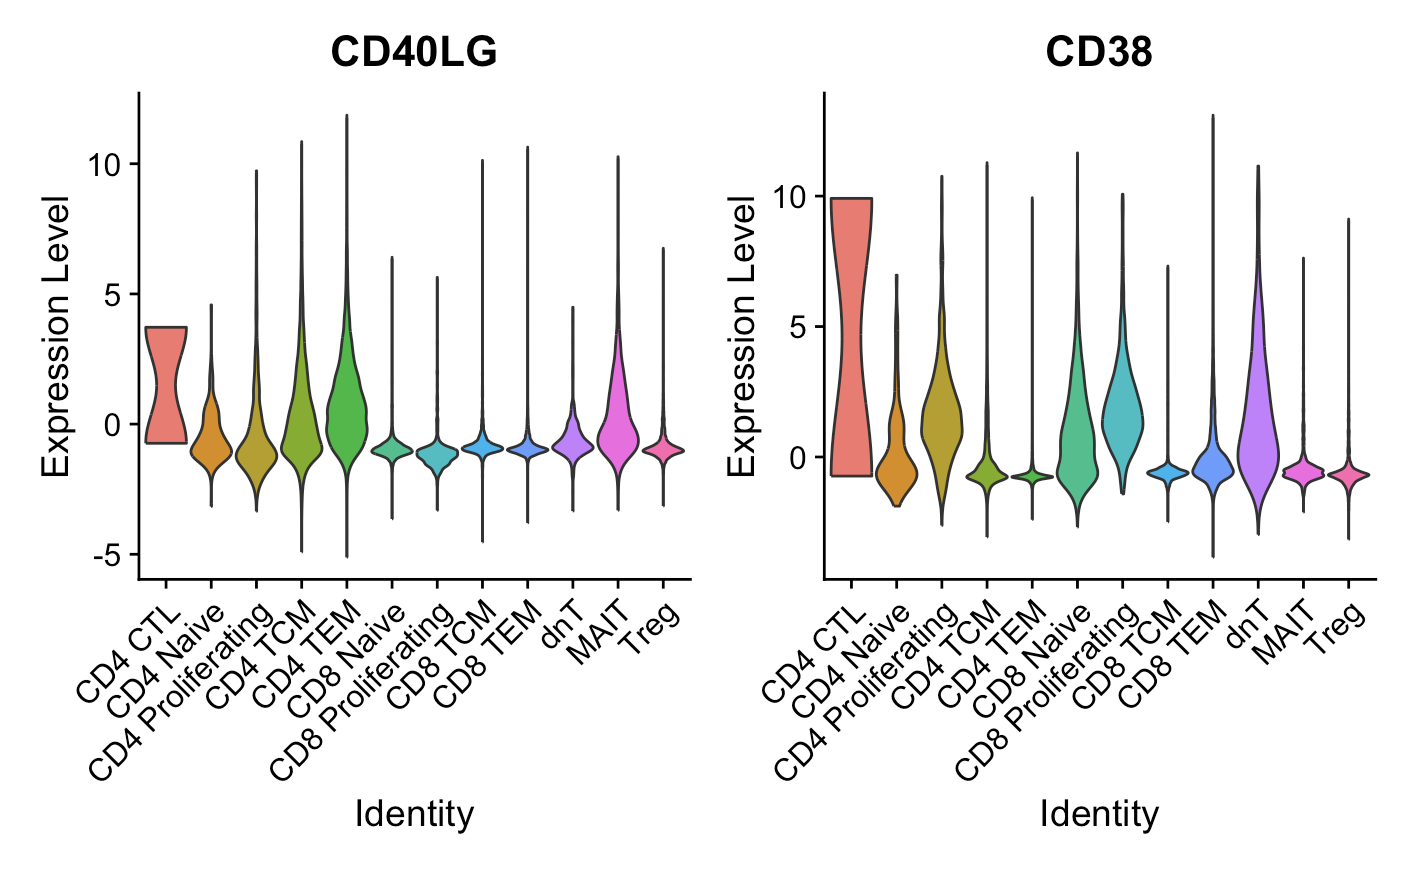 CD40LG
Expression Level
10
5
0
-5
CD4 CTL
CD4 Naive
CD4 Proliferating
CD4 TCM
CD4 TEM
CD8 Naive
CD8 Proliferating
CD8 TCM
CD8 TEM
dnT
MAIT
Treg
Identity
CD38
Expression Level
10
5
0
CD4 CTL
CD4 Naive
CD4 Proliferating
CD4 TCM
CD4 TEM
CD8 Naive
CD8 Proliferating
CD8 TCM
CD8 TEM
dnT
MAIT
Treg
Identity